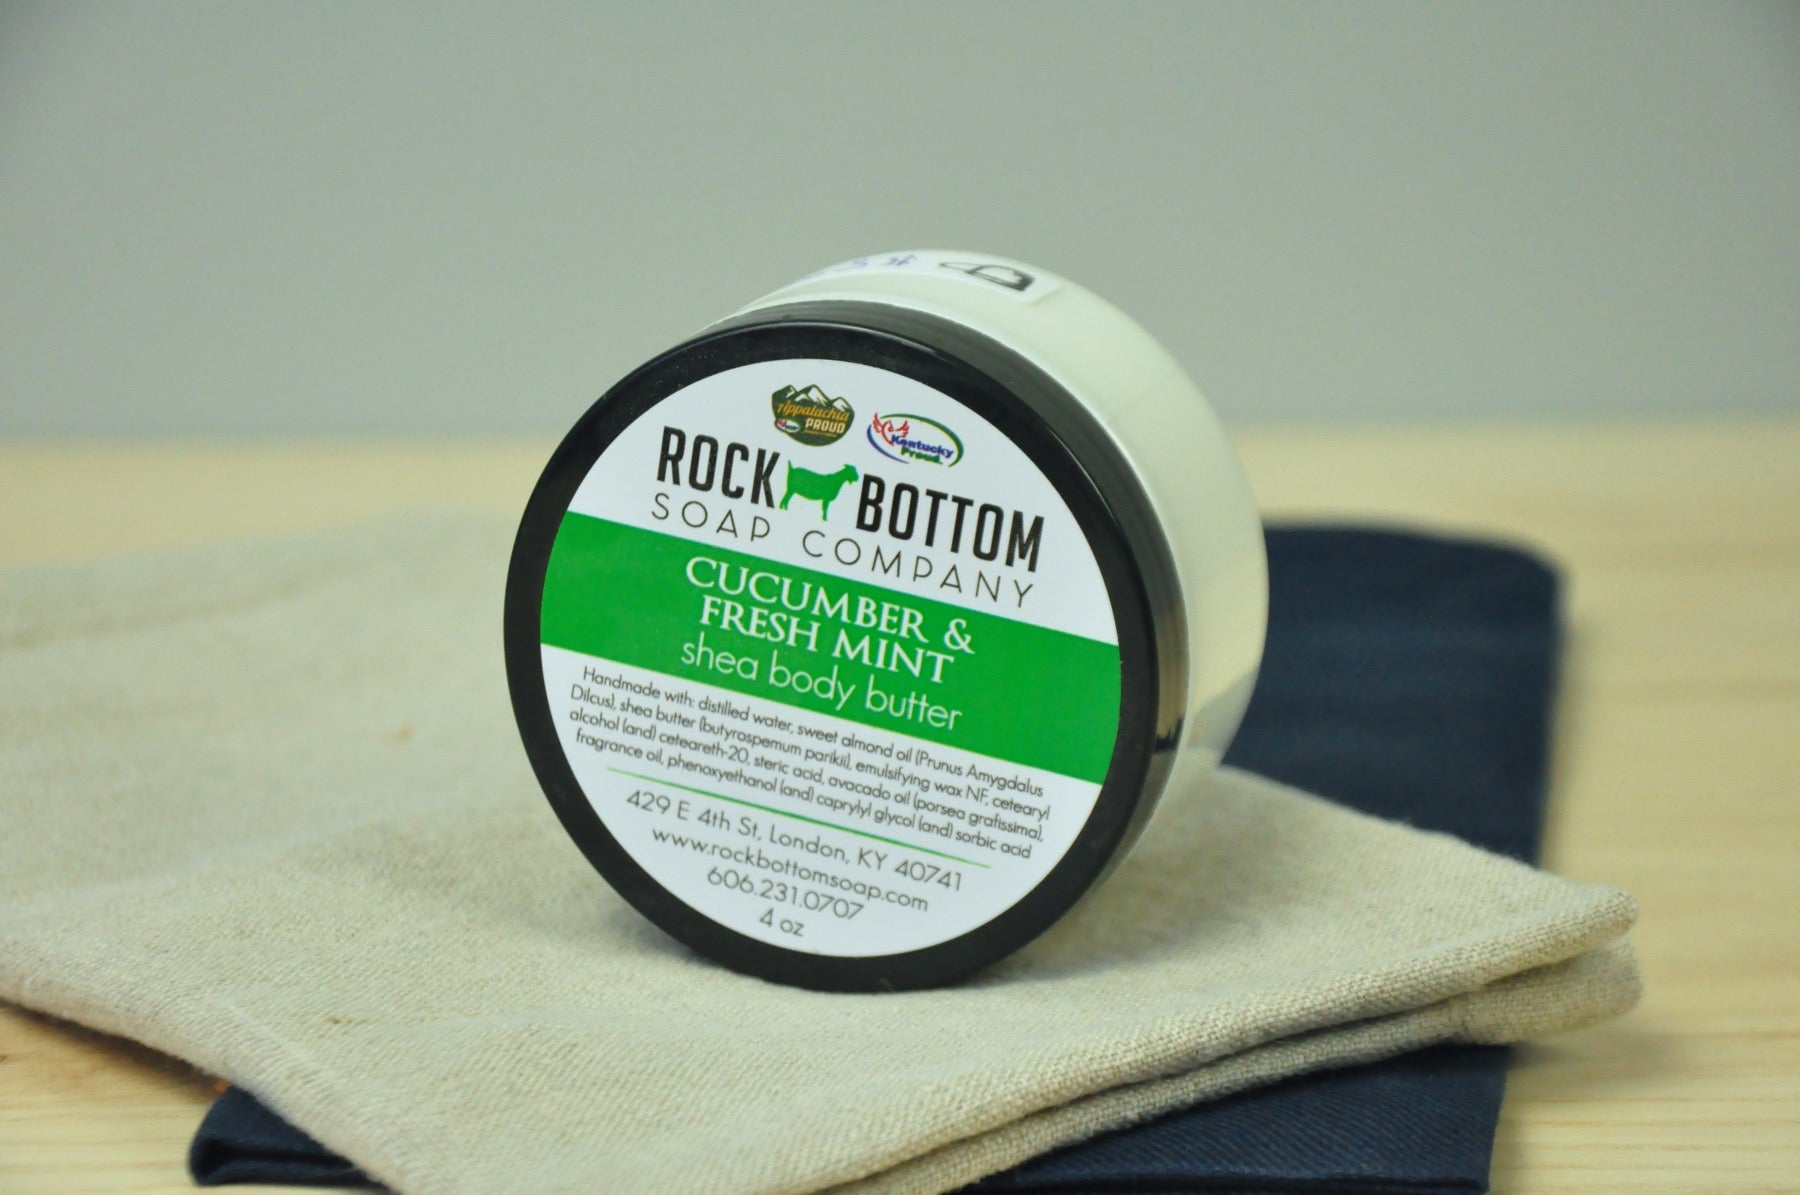 Appalachia
PROUD
Kentucky
Proud
ROCK BOTTOM
SOAP COMPANY
CUCUMBER &
FRESH MINT
shea body butter
Handmade with: distilled water, sweet almond oil (Prunus Amygdalus
Dilcus), shea butter (butyrospemum parikii), emulsifying wax NF, cetearyl
alcohol (and) ceteareth-20, steric acid, avacado oil (porsea grafissima),
fragrance oil, phenoxyethanol (and) caprylyl glycol (and) sorbic acid
429 E 4th St, London, KY 40741
www.rockbottomsoap.com
606.231.0707
4 oz